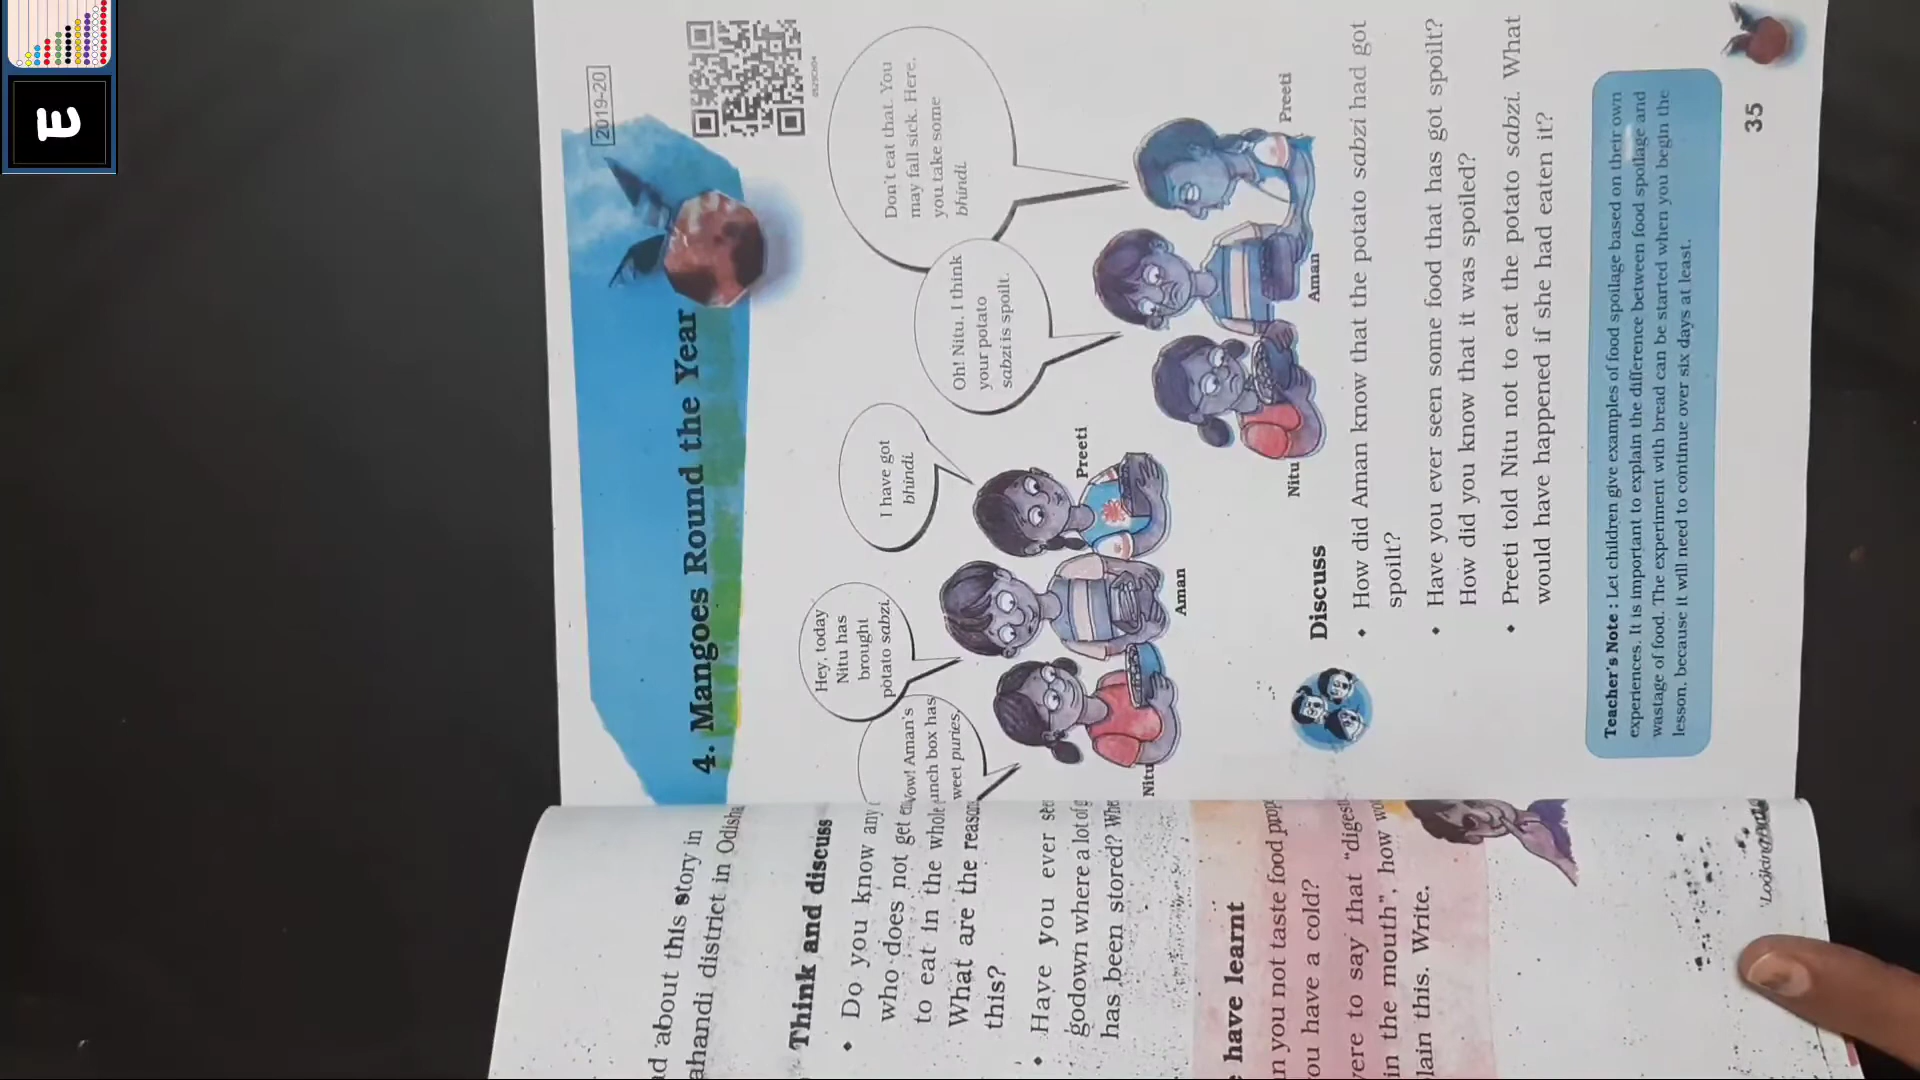 a
nd about this story in
ahandi district in Odisha
Think and discuss
• Do you know any
who does not get
to eat in the whole
What are the reason
this?
• Have you ever see
godown where a lot of g
has been stored? Whe
have learnt
an you not taste food prop
ou have a cold?
vere to say that "digest
in the mouth", how wo
lain this. Write.
Looking
2019-20
4. Mangoes Round the Year
Wow! Aman's
unch box has
weet puries.
Hey, today
Nitu has
brought
potato sabzi.
I have got
bhindi.
Oh! Nitu, I think
your potato
sabzi is spoilt.
Don't eat that. You
may fall sick. Here,
you take some
bhindi.
Nitu
Aman
Preeti
Nitu
Aman
Preeti
Discuss
• How did Aman know that the potato sabzi had got
spoilt?
• Have you ever seen some food that has got spoilt?
How did you know that it was spoiled?
• Preeti told Nitu not to eat the potato sabzi. What
would have happened if she had eaten it?
Teacher's Note : Let children give examples of food spoilage based on their own
experiences. It is important to explain the difference between food spoilage and
wastage of food. The experiment with bread can be started when you begin the
lesson, because it will need to continue over six days at least.
35